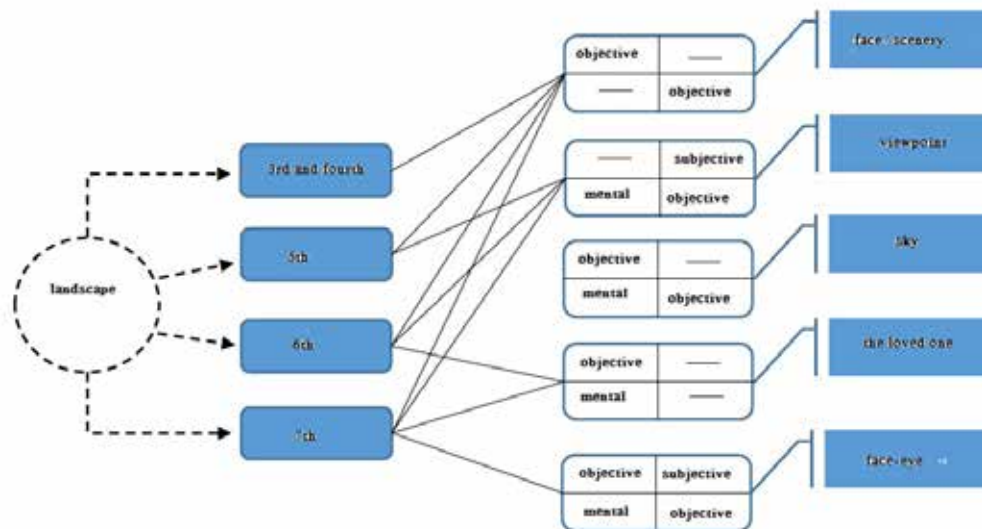 landscape
3rd and fourth
5th
6th
7th
objective —
— objective
— subjective
mental objective
objective —
mental objective
objective —
mental —
objective subjective
mental objective
face / scenery
viewpoint
sky
the loved one
face-eye